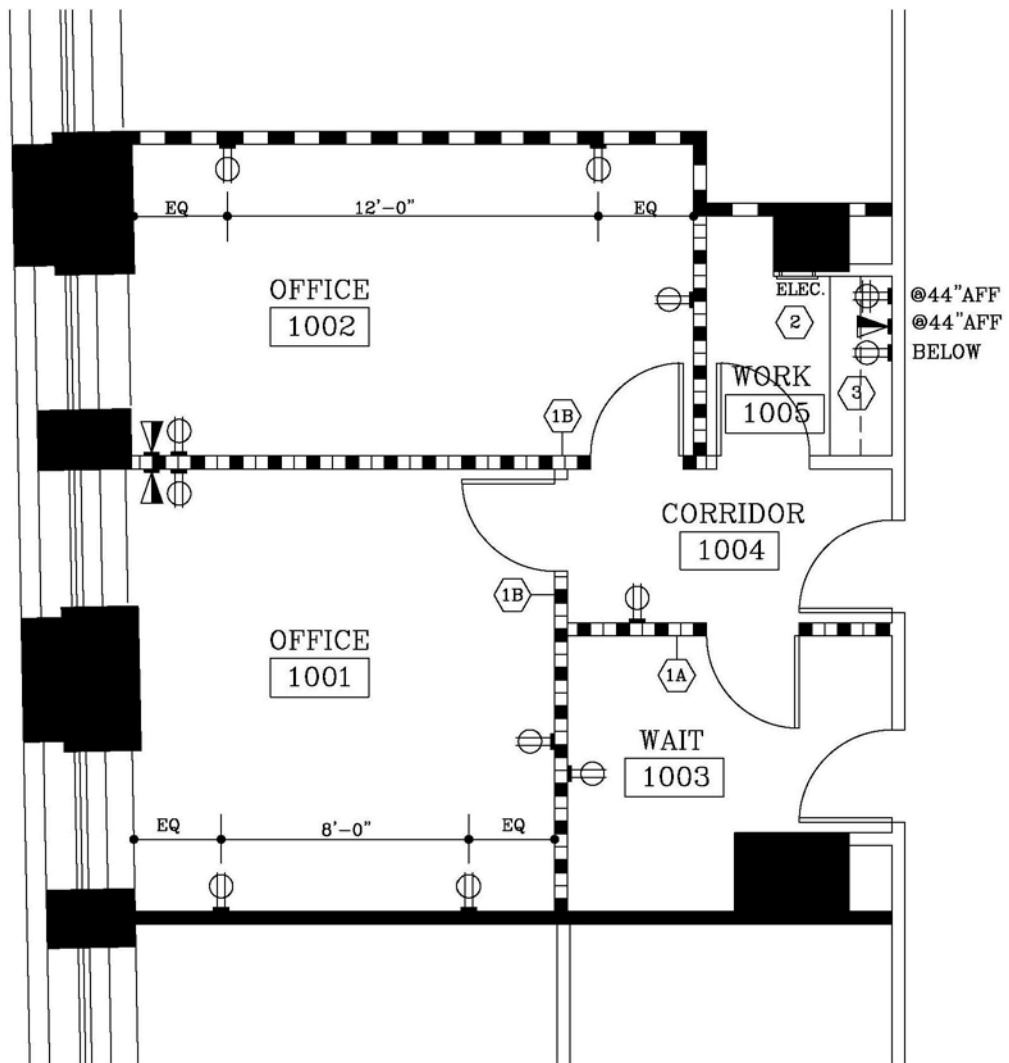 EQ 12'-0" EQ
OFFICE
1002
ELEC.
2
@44"AFF
@44"AFF
BELOW
WORK
1005
3
1B
CORRIDOR
1004
1B
OFFICE
1001
1A
WAIT
1003
EQ 8'-0" EQ